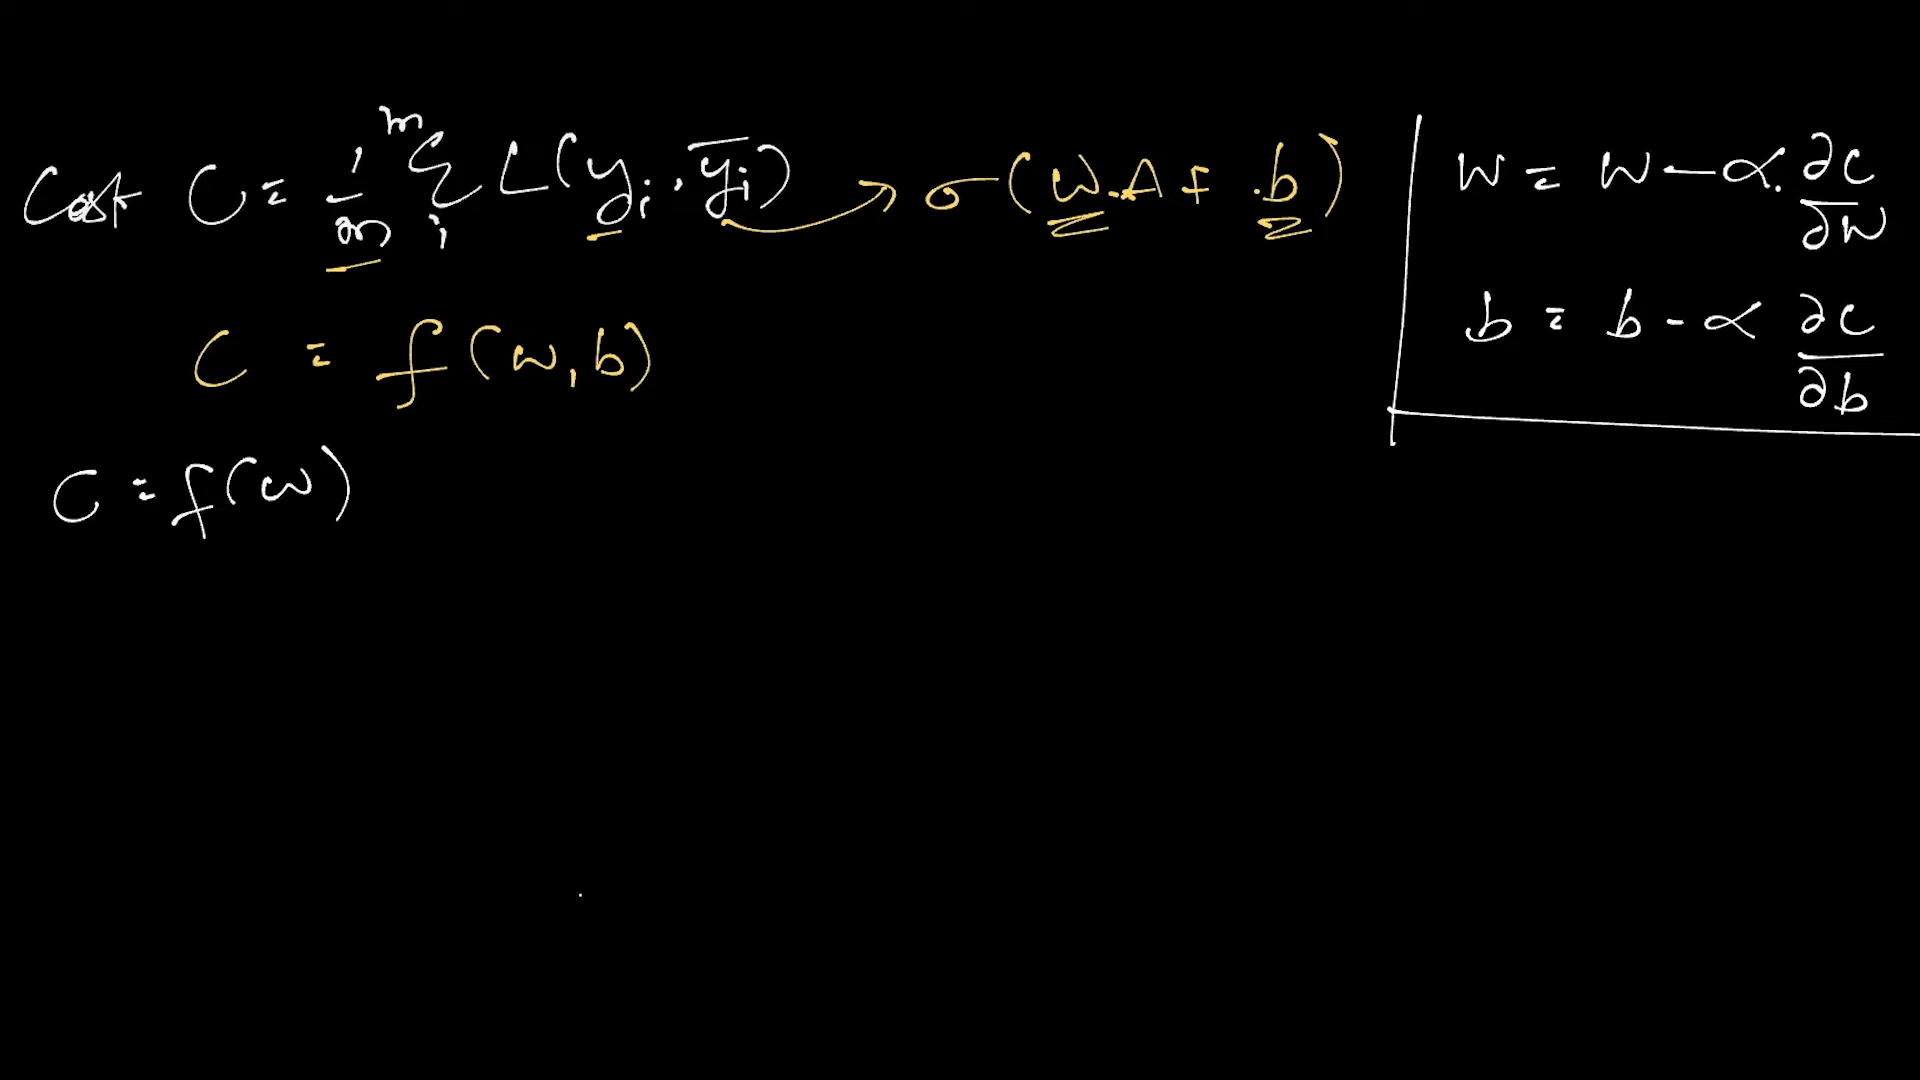 Cost C = 1/m Σ_i^m L(y_i, ȳ_i) → σ(w.A + b)
C = f(w,b)
C = f(w)
W = W - α. ∂C/∂W
b = b - α ∂C/∂b